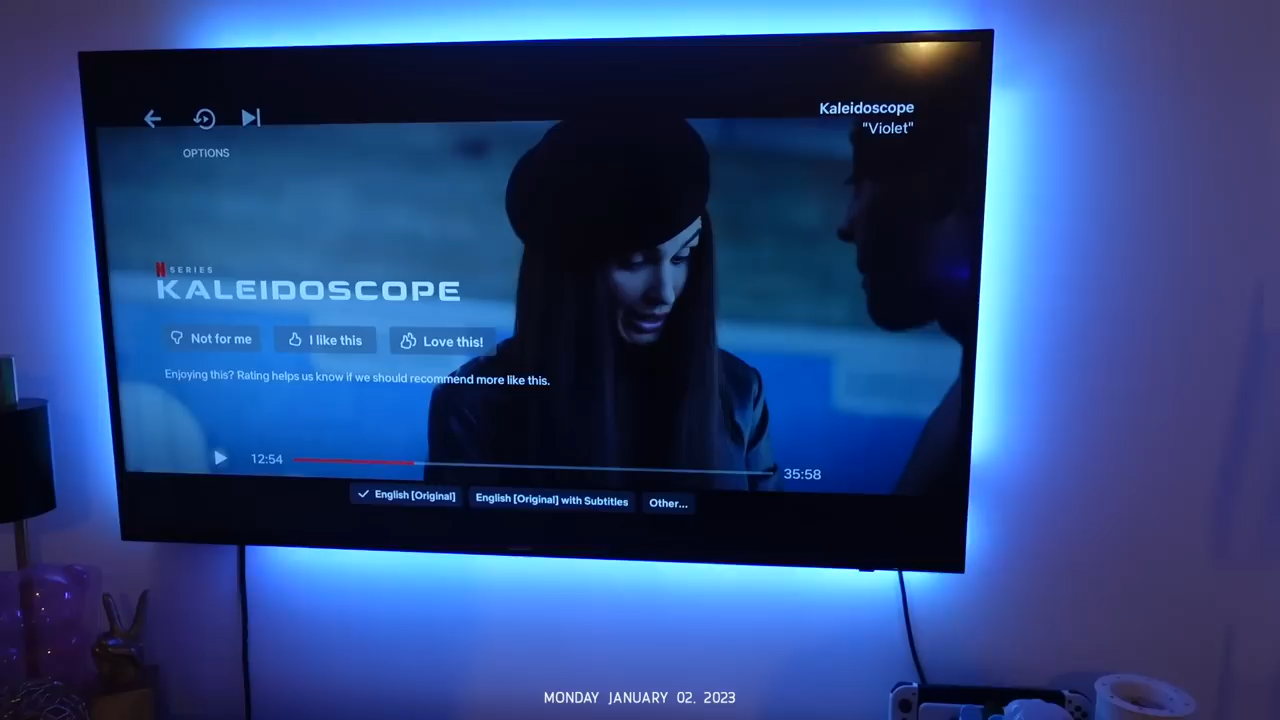 Kaleidoscope
"Violet"
OPTIONS
N SERIES
KALEIDOSCOPE
Not for me
I like this
Love this!
Enjoying this? Rating helps us know if we should recommend more like this.
12:54
35:58
English [Original]
English [Original] with Subtitles
Other...
MONDAY JANUARY 02, 2023